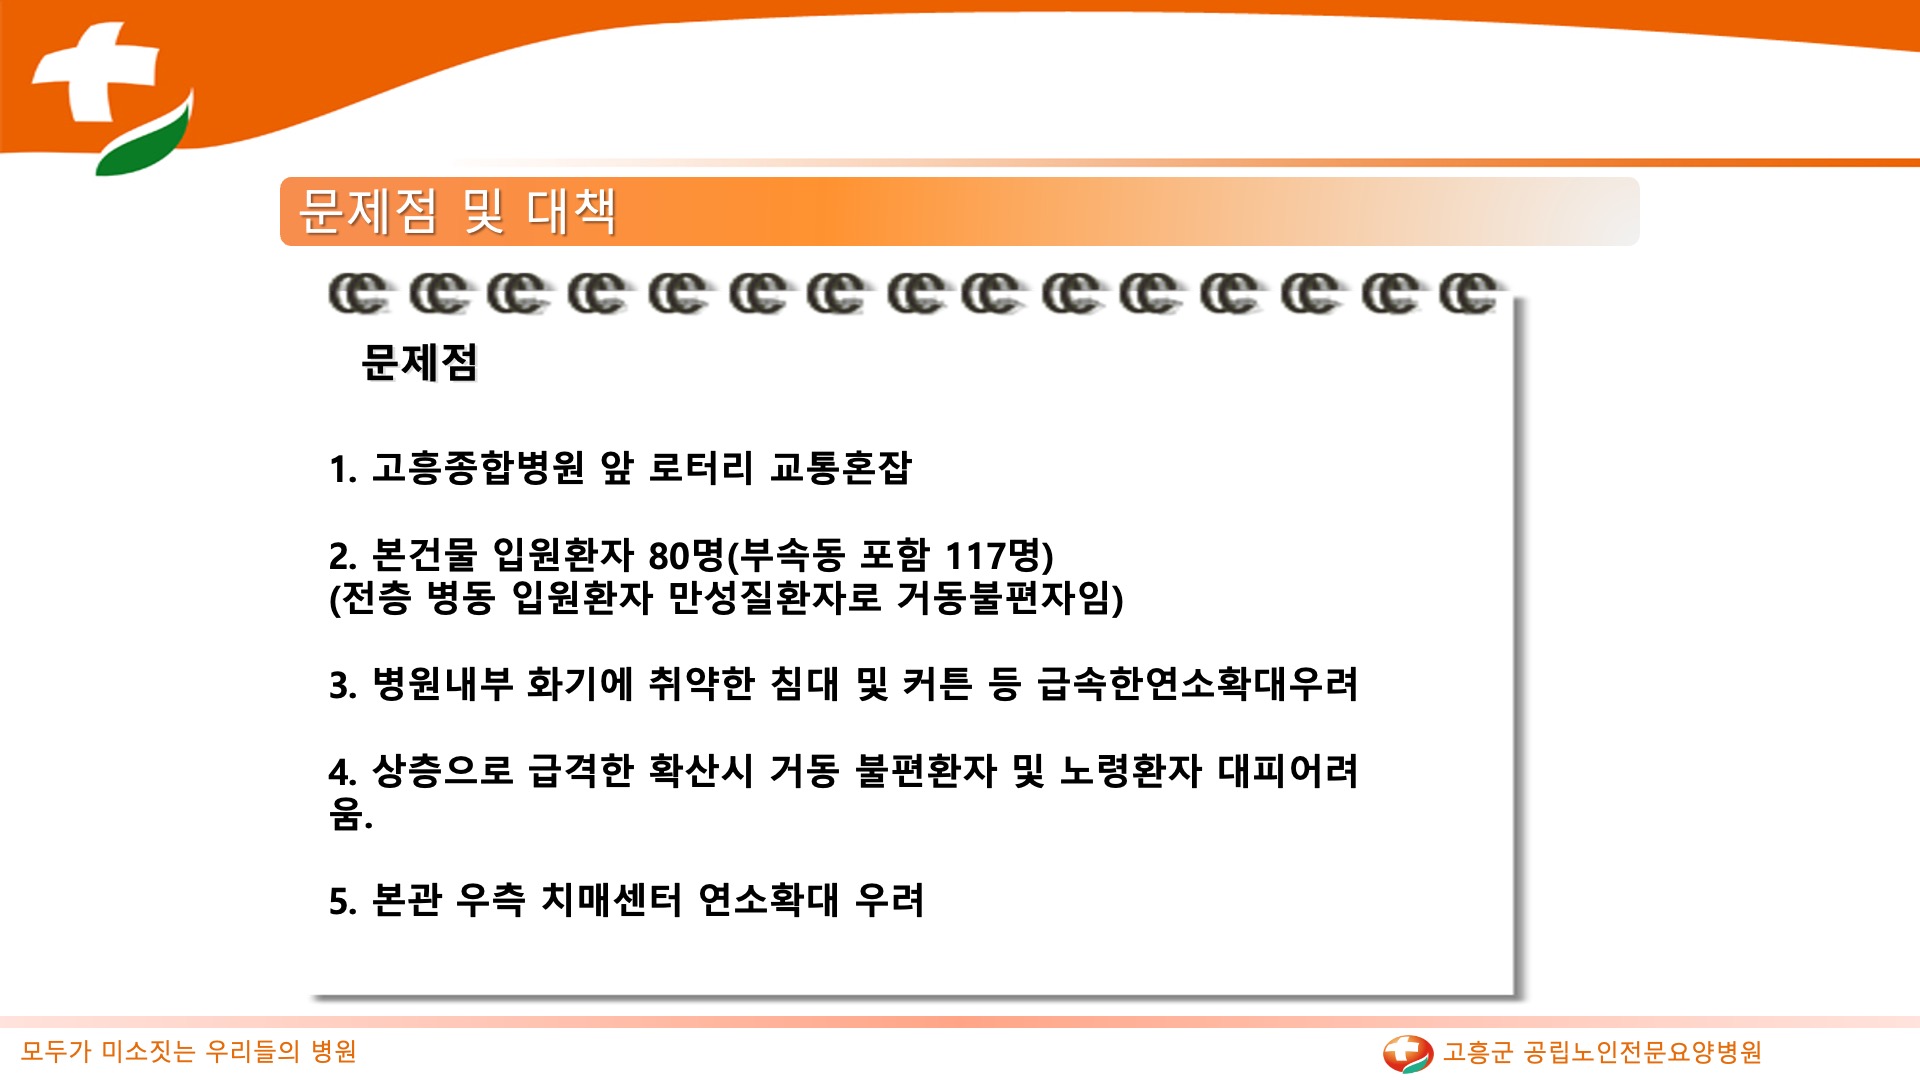 문제점 및 대책
문제점
1. 고흥종합병원 앞 로터리 교통혼잡
2. 본건물 입원환자 80명(부속동 포함 117명)
(전층 병동 입원환자 만성질환자로 거동불편자임)
3. 병원내부 화기에 취약한 침대 및 커튼 등 급속한연소확대우려
4. 상층으로 급격한 확산시 거동 불편환자 및 노령환자 대피어려
움.
5. 본관 우측 치매센터 연소확대 우려
모두가 미소짓는 우리들의 병원
고흥군 공립노인전문요양병원